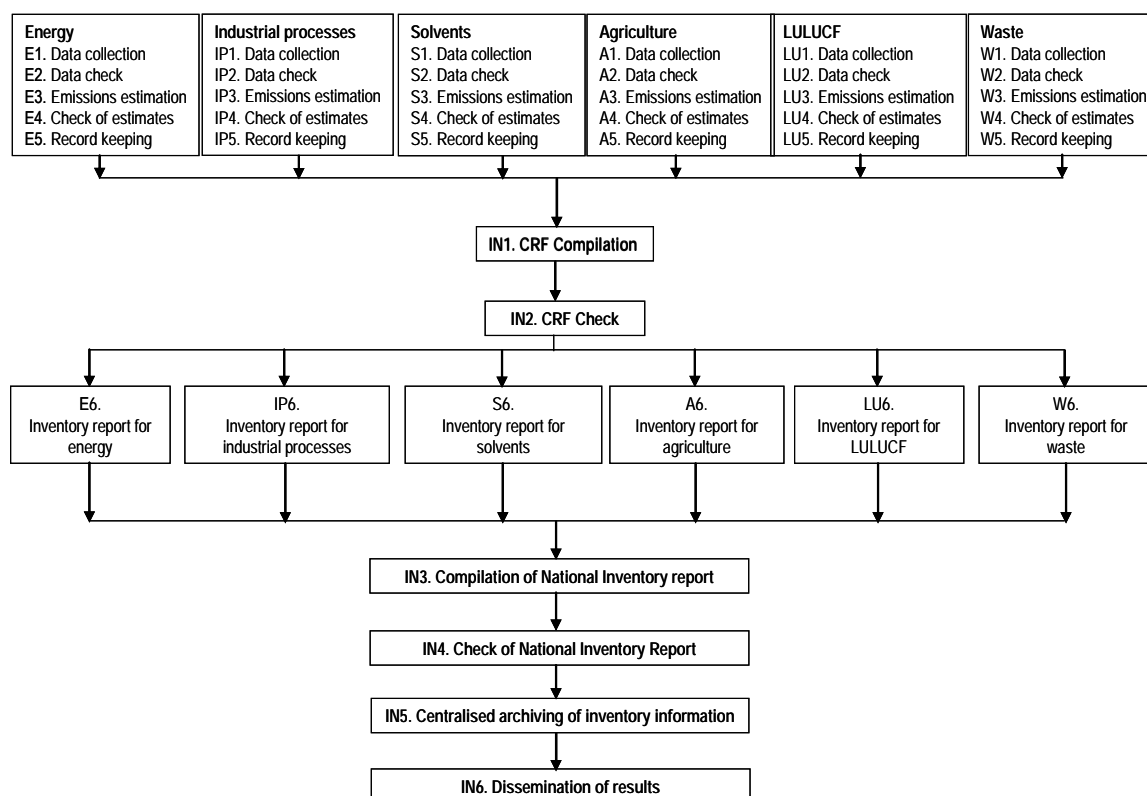 Energy
E1. Data collection
E2. Data check
E3. Emissions estimation
E4. Check of estimates
E5. Record keeping
Industrial processes
IP1. Data collection
IP2. Data check
IP3. Emissions estimation
IP4. Check of estimates
IP5. Record keeping
Solvents
S1. Data collection
S2. Data check
S3. Emissions estimation
S4. Check of estimates
S5. Record keeping
Agriculture
A1. Data collection
A2. Data check
A3. Emissions estimation
A4. Check of estimates
A5. Record keeping
LULUCF
LU1. Data collection
LU2. Data check
LU3. Emissions estimation
LU4. Check of estimates
LU5. Record keeping
Waste
W1. Data collection
W2. Data check
W3. Emissions estimation
W4. Check of estimates
W5. Record keeping
IN1. CRF Compilation
IN2. CRF Check
E6.
Inventory report for
energy
IP6.
Inventory report for
industrial processes
S6.
Inventory report for
solvents
A6.
Inventory report for
agriculture
LU6.
Inventory report for
LULUCF
W6.
Inventory report for
waste
IN3. Compilation of National Inventory report
IN4. Check of National Inventory Report
IN5. Centralised archiving of inventory information
IN6. Dissemination of results